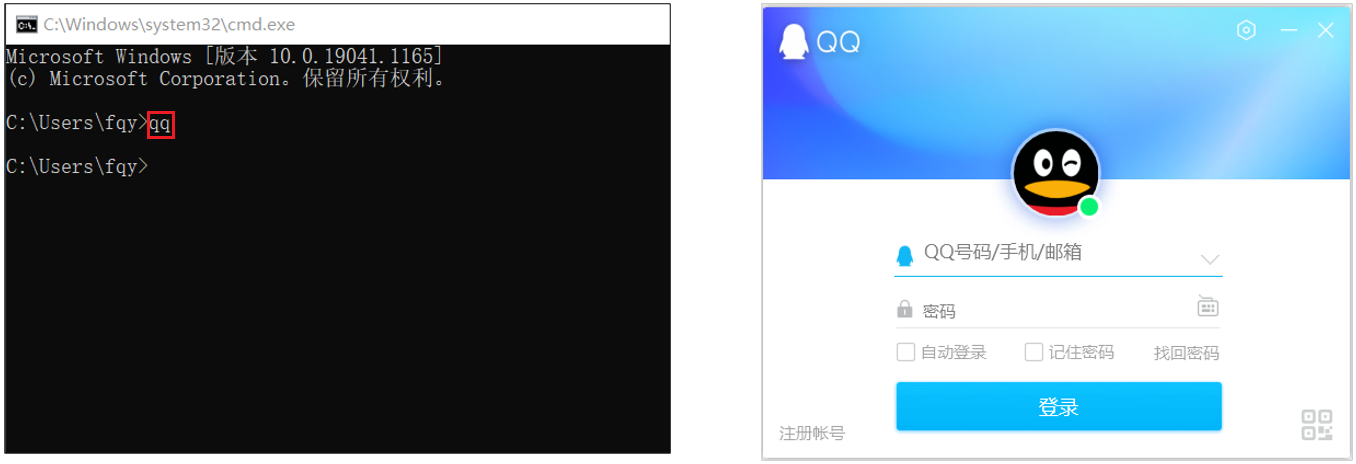 C:\Windows\system32\cmd.exe
Microsoft Windows [版本 10.0.19041.1165]
(c) Microsoft Corporation。保留所有权利。
C:\Users\fqy>qq
C:\Users\fqy>
QQ
QQ号码/手机/邮箱
密码
自动登录 记住密码 找回密码
登录
注册帐号